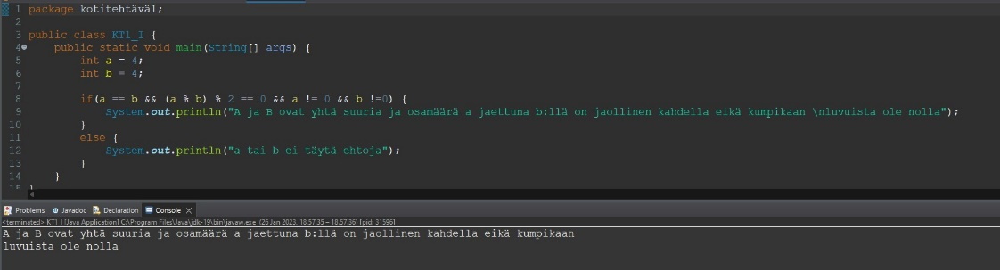 1 package kotitehtäväl;
2
3 public class KT1_I {
4 public static void main(String[] args) {
5 int a = 4;
6 int b = 4;
7
8 if(a == b && (a % b) % 2 == 0 && a != 0 && b !=0) {
9 System.out.println("A ja B ovat yhtä suuria ja osamäärä a jaettuna b:llä on jaollinen kahdella eikä kumpikaan \nluvuista ole nolla");
10 }
11 else {
12 System.out.println("a tai b ei täytä ehtoja");
13 }
14 }
15 }
Problems Javadoc Declaration Console
<terminated> KT1_I [Java Application] C:\Program Files\Java\jdk-19\bin\javaw.exe (26 Jan 2023, 18.57.35 – 18.57.36) [pid: 31596]
A ja B ovat yhtä suuria ja osamäärä a jaettuna b:llä on jaollinen kahdella eikä kumpikaan
luvuista ole nolla